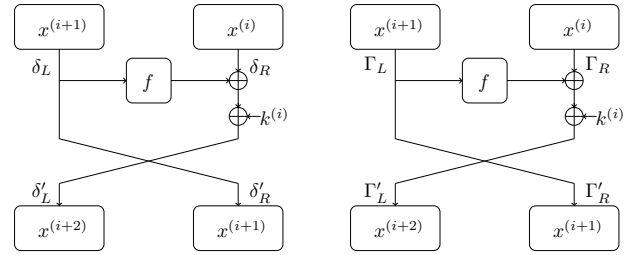 x^{(i+1)} x^{(i)} x^{(i+1)} x^{(i)}
δ_L δ_R Γ_L Γ_R
f f
k^{(i)} k^{(i)}
δ'_L δ'_R Γ'_L Γ'_R
x^{(i+2)} x^{(i+1)} x^{(i+2)} x^{(i+1)}